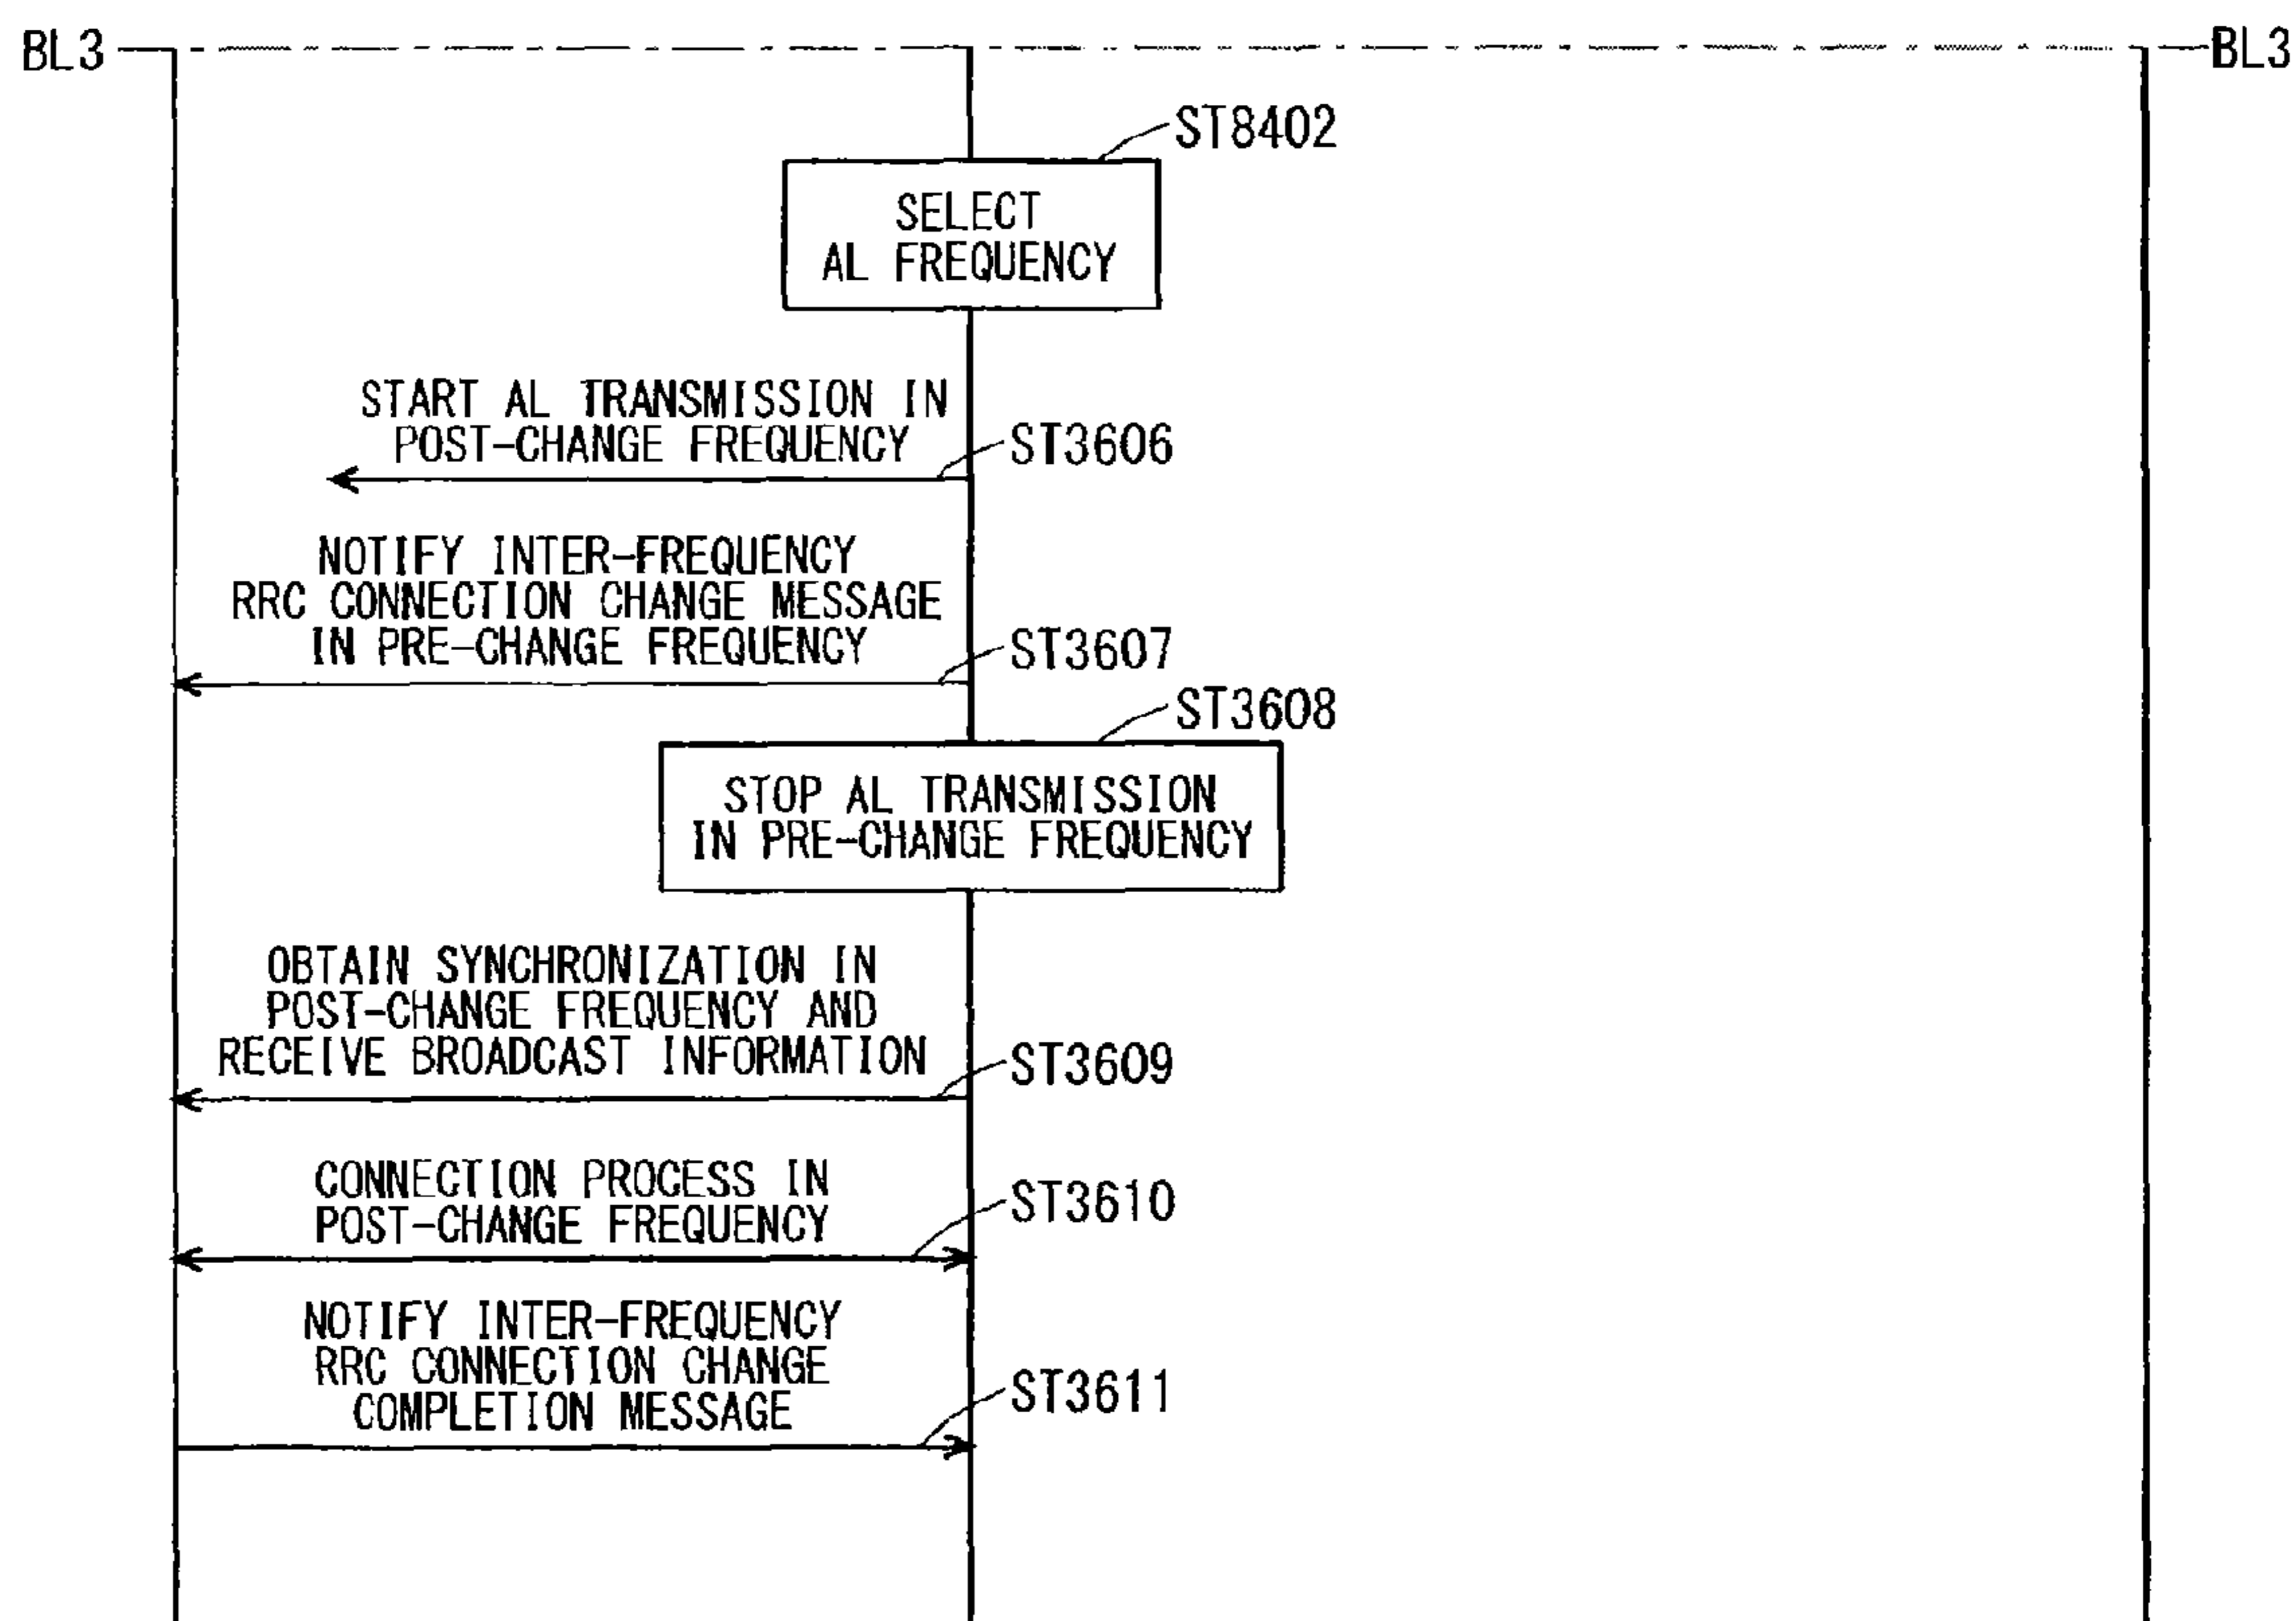 BL3
BL3
ST8402
SELECT
AL FREQUENCY
START AL TRANSMISSION IN
POST-CHANGE FREQUENCY
ST3606
NOTIFY INTER-FREQUENCY
RRC CONNECTION CHANGE MESSAGE
IN PRE-CHANGE FREQUENCY
ST3607
ST3608
STOP AL TRANSMISSION
IN PRE-CHANGE FREQUENCY
OBTAIN SYNCHRONIZATION IN
POST-CHANGE FREQUENCY AND
RECEIVE BROADCAST INFORMATION
ST3609
CONNECTION PROCESS IN
POST-CHANGE FREQUENCY
ST3610
NOTIFY INTER-FREQUENCY
RRC CONNECTION CHANGE
COMPLETION MESSAGE
ST3611